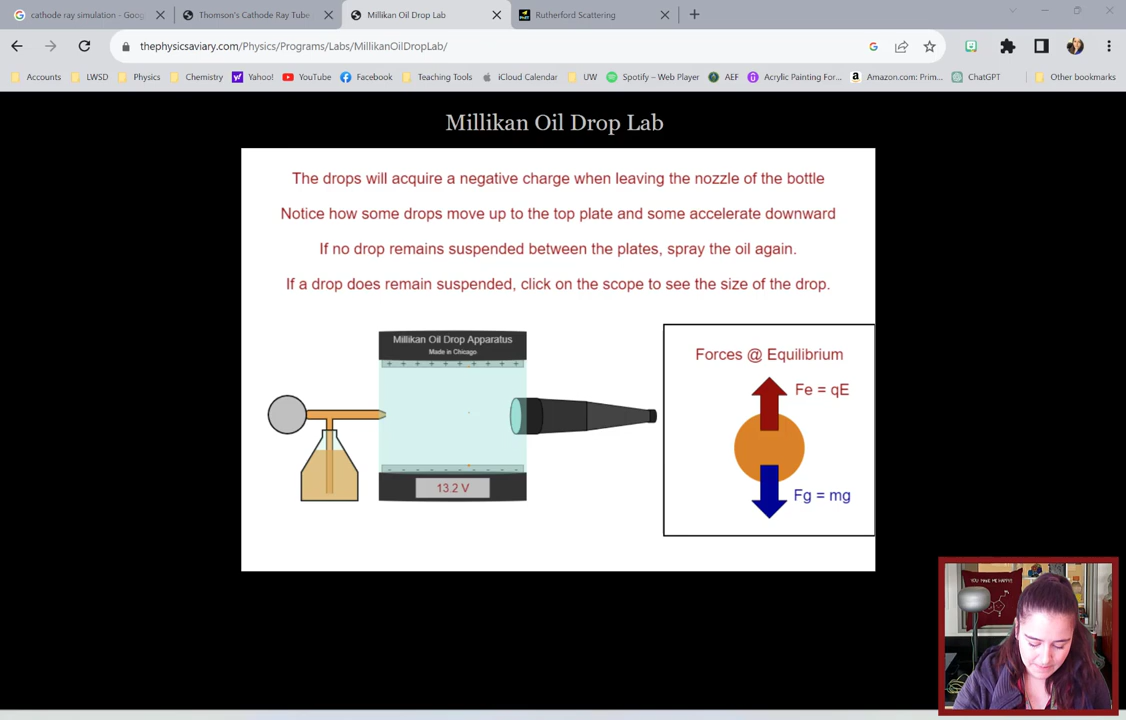 cathode ray simulation - Goog
Thomson's Cathode Ray Tube
Millikan Oil Drop Lab
Rutherford Scattering
thephysicsaviary.com/Physics/Programs/Labs/MillikanOilDropLab/
Accounts
LWSD
Physics
Chemistry
Yahoo!
YouTube
Facebook
Teaching Tools
iCloud Calendar
UW
Spotify – Web Player
AEF
Acrylic Painting For...
Amazon.com: Prim...
ChatGPT
Other bookmarks
Millikan Oil Drop Lab
The drops will acquire a negative charge when leaving the nozzle of the bottle
Notice how some drops move up to the top plate and some accelerate downward
If no drop remains suspended between the plates, spray the oil again.
If a drop does remain suspended, click on the scope to see the size of the drop.
Millikan Oil Drop Apparatus
Made in Chicago
13.2 V
Forces @ Equilibrium
Fe = qE
Fg = mg
YOU MAKE ME HAPPY